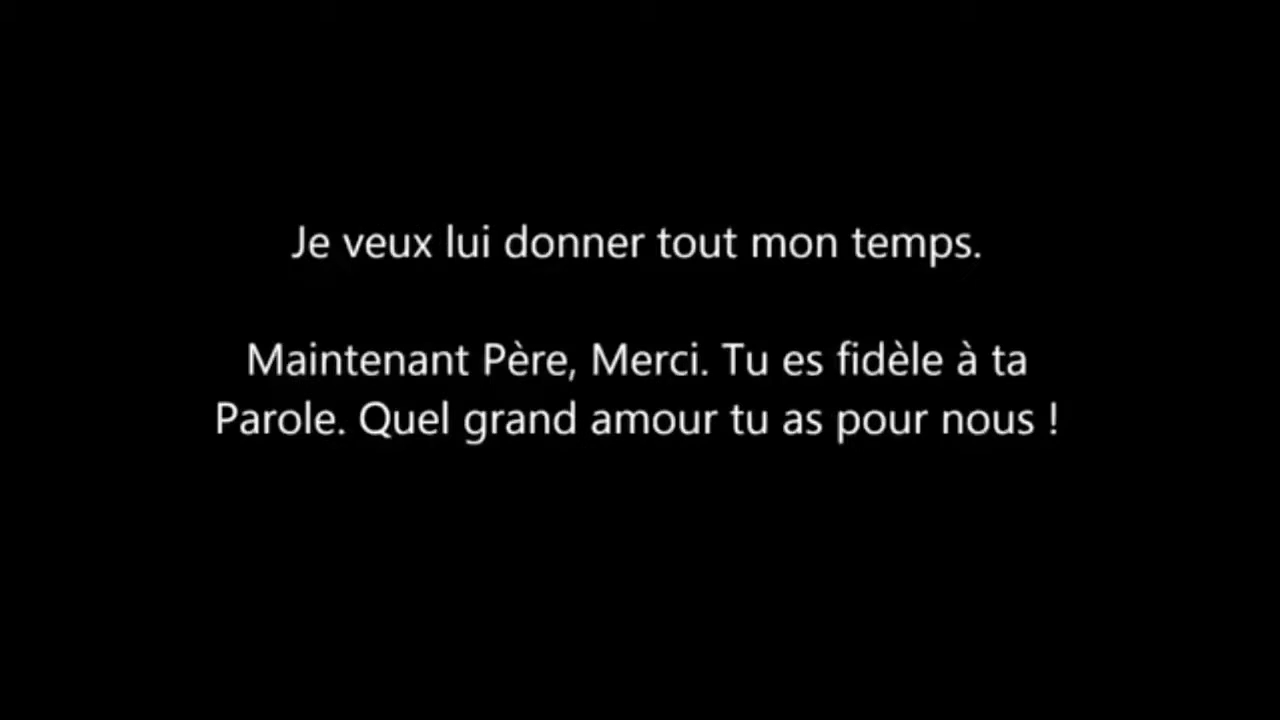 Je veux lui donner tout mon temps.
Maintenant Père, Merci. Tu es fidèle à ta
Parole. Quel grand amour tu as pour nous !